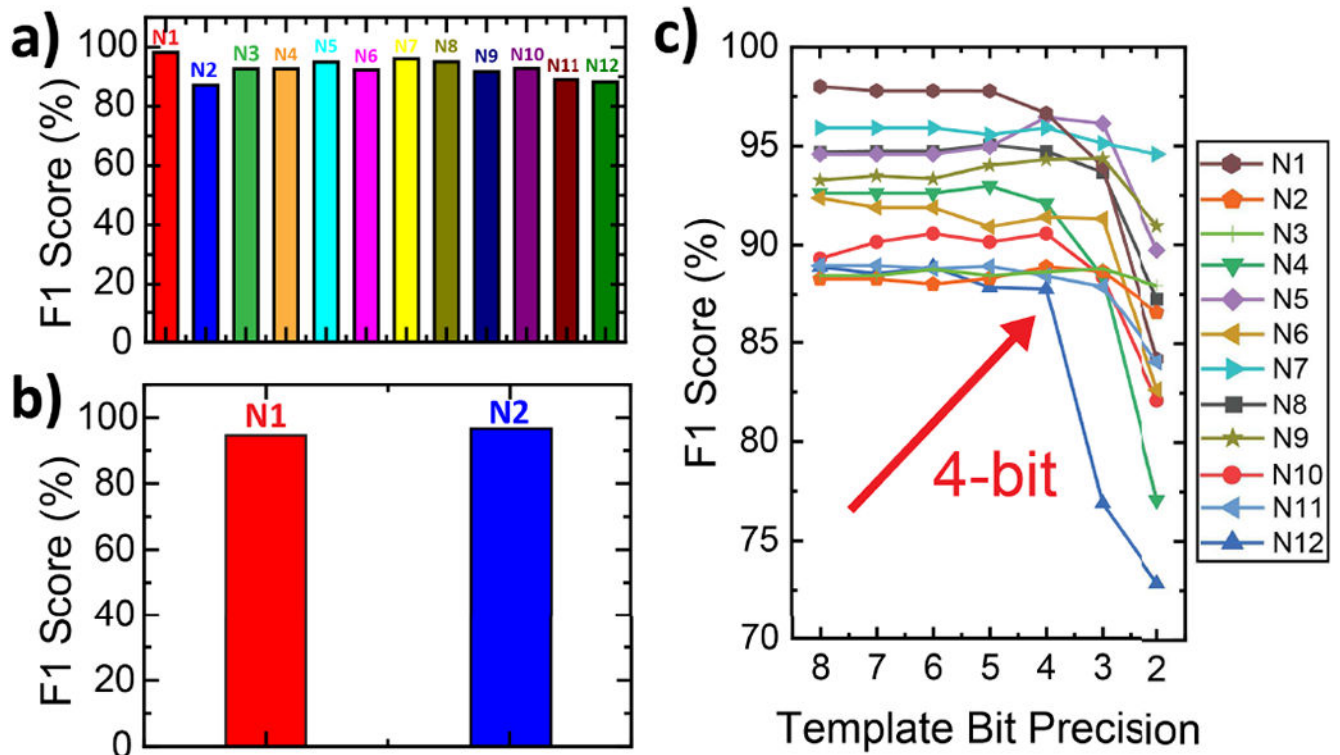 a)
F1 Score (%)
100
80
60
40
20
0
N1
N2
N3
N4
N5
N6
N7
N8
N9
N10
N11
N12
b)
F1 Score (%)
100
80
60
40
20
0
N1
N2
c)
F1 Score (%)
100
95
90
85
80
75
70
4-bit
8 7 6 5 4 3 2
Template Bit Precision
N1
N2
N3
N4
N5
N6
N7
N8
N9
N10
N11
N12